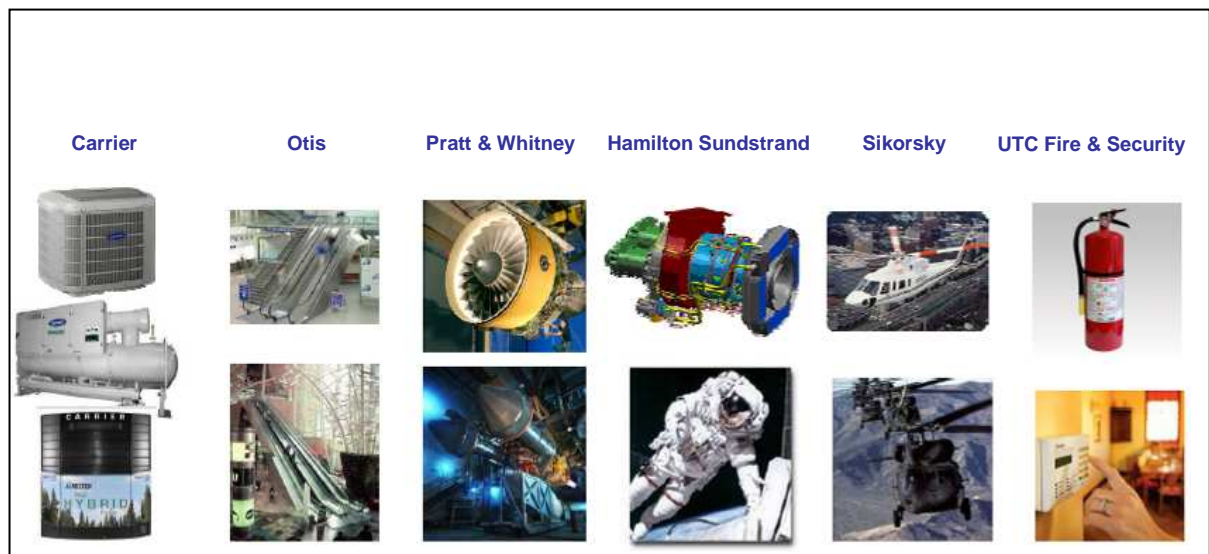 Carrier
Otis
Pratt & Whitney
Hamilton Sundstrand
Sikorsky
UTC Fire & Security
CARRIER
HYBRID